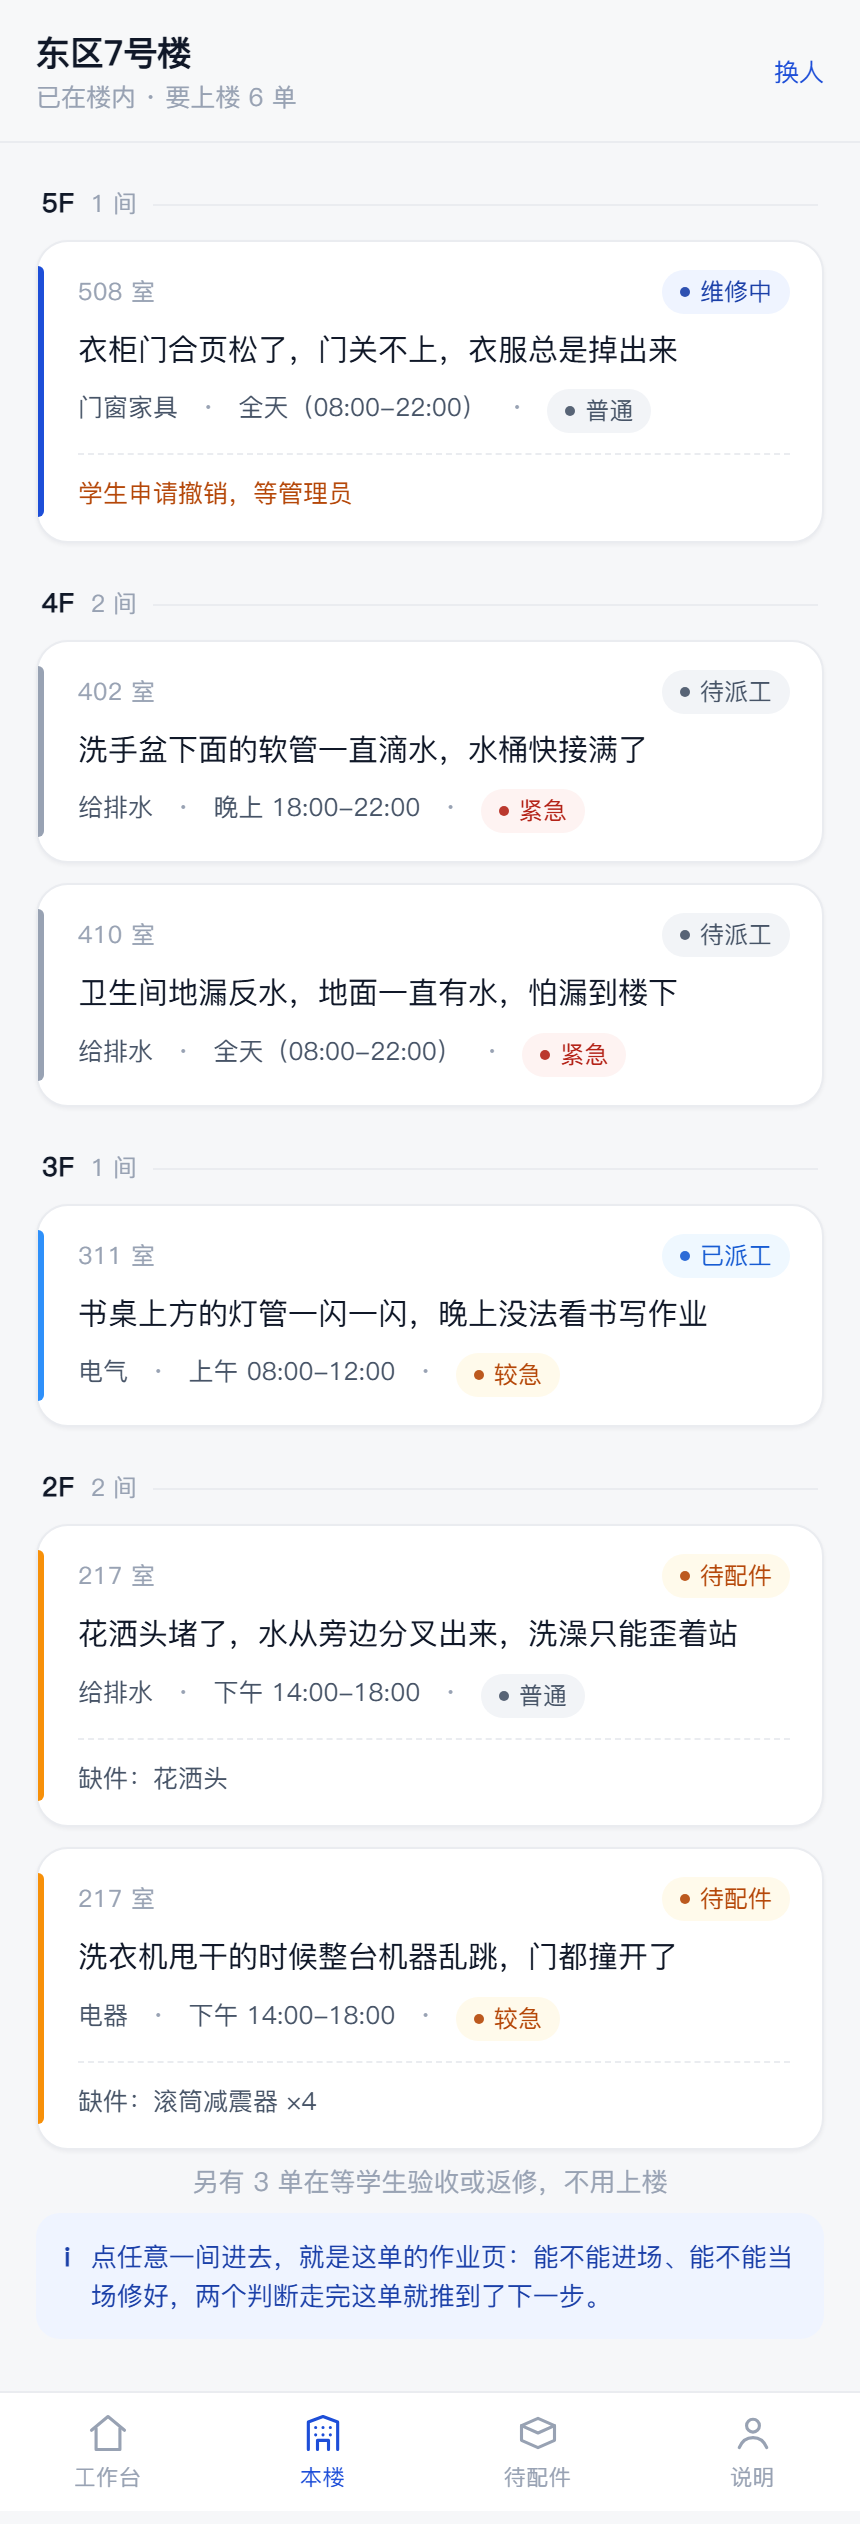 东区7号楼
已在楼内 · 要上楼 6 单
换人
5F 1 间
508 室
维修中
衣柜门合页松了，门关不上，衣服总是掉出来
门窗家具 · 全天（08:00–22:00） · 普通
学生申请撤销，等管理员
4F 2 间
402 室
待派工
洗手盆下面的软管一直滴水，水桶快接满了
给排水 · 晚上 18:00–22:00 · 紧急
410 室
待派工
卫生间地漏反水，地面一直有水，怕漏到楼下
给排水 · 全天（08:00–22:00） · 紧急
3F 1 间
311 室
已派工
书桌上方的灯管一闪一闪，晚上没法看书写作业
电气 · 上午 08:00–12:00 · 较急
2F 2 间
217 室
待配件
花洒头堵了，水从旁边分叉出来，洗澡只能歪着站
给排水 · 下午 14:00–18:00 · 普通
缺件：花洒头
217 室
待配件
洗衣机甩干的时候整台机器乱跳，门都撞开了
电器 · 下午 14:00–18:00 · 较急
缺件：滚筒减震器 ×4
另有 3 单在等学生验收或返修，不用上楼
i 点任意一间进去，就是这单的作业页：能不能进场、能不能当
场修好，两个判断走完这单就推到了下一步。
工作台
本楼
待配件
说明